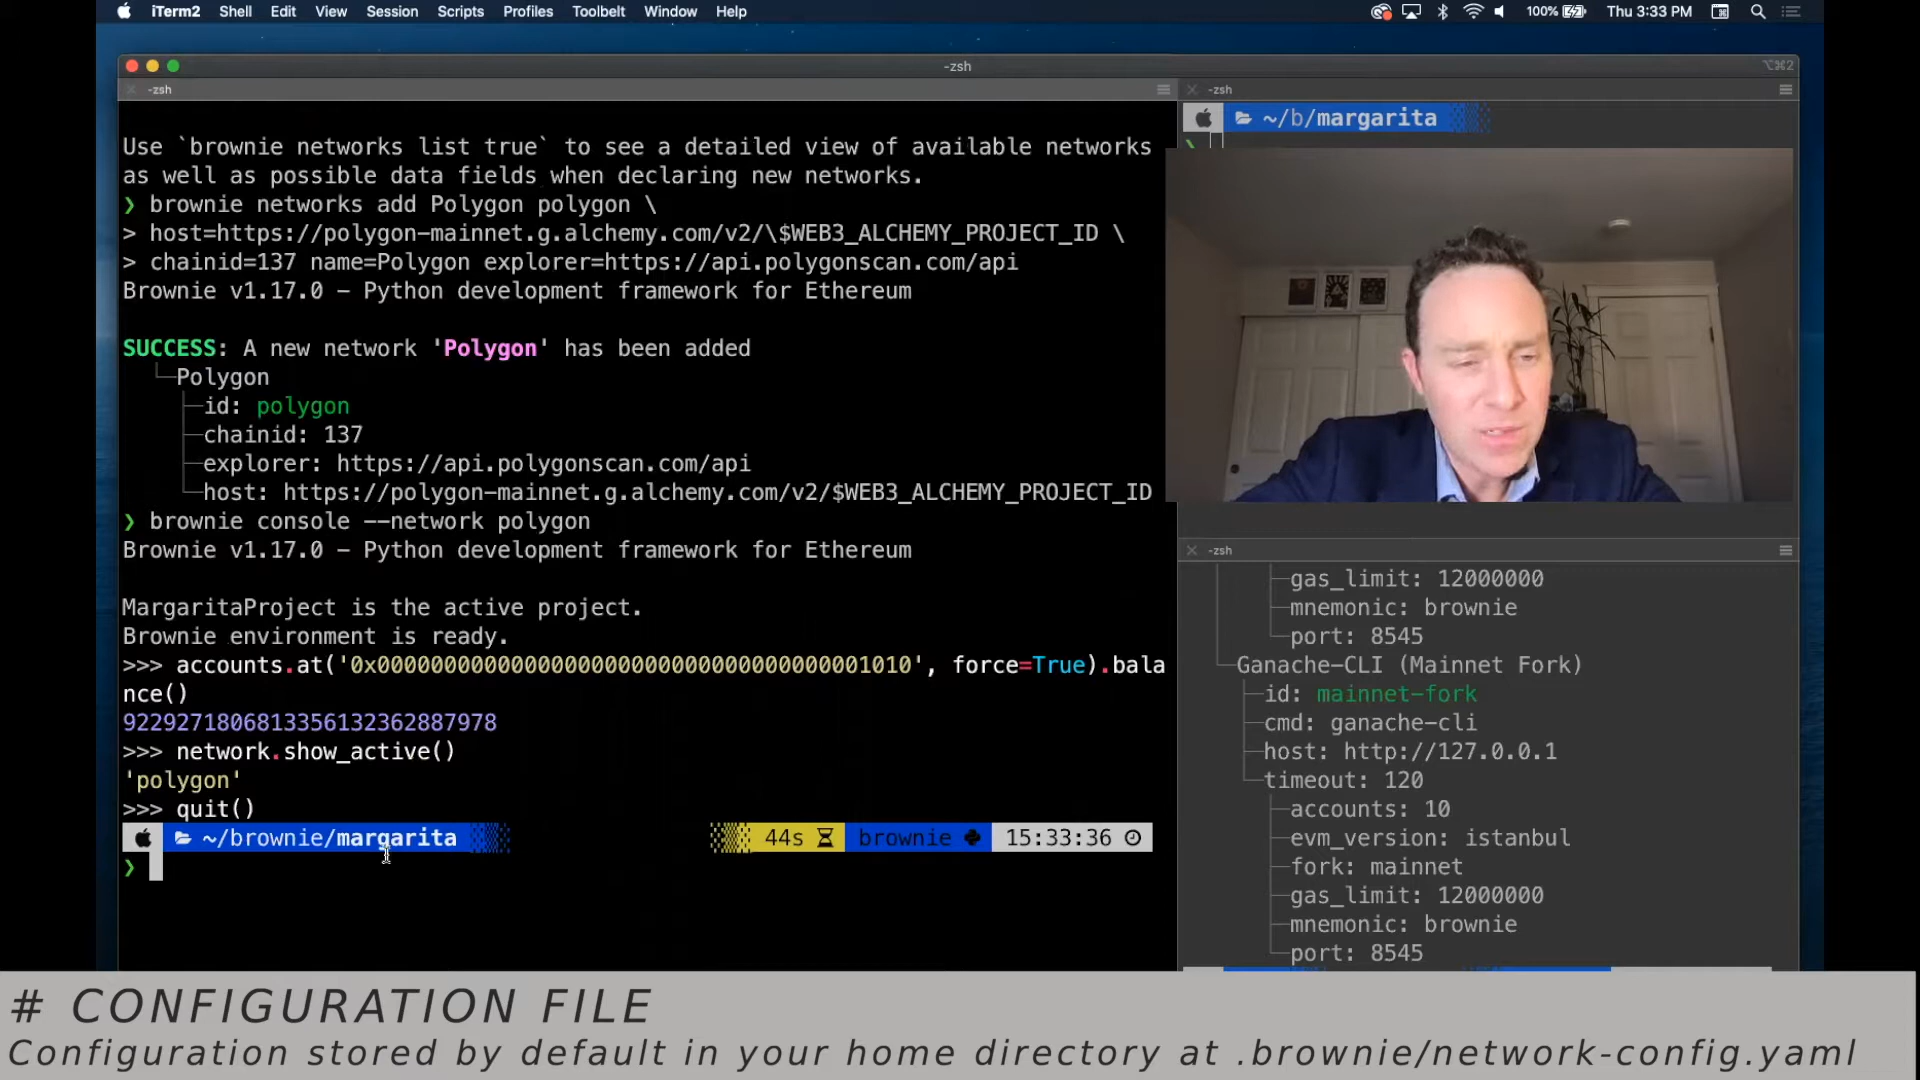 iTerm2 Shell Edit View Session Scripts Profiles Toolbelt Window Help 100% Thu 3:33 PM
-zsh ⌥⌘2
-zsh
Use `brownie networks list true` to see a detailed view of available networks
as well as possible data fields when declaring new networks.
❯ brownie networks add Polygon polygon \
> host=https://polygon-mainnet.g.alchemy.com/v2/\$WEB3_ALCHEMY_PROJECT_ID \
> chainid=137 name=Polygon explorer=https://api.polygonscan.com/api
Brownie v1.17.0 - Python development framework for Ethereum
SUCCESS: A new network 'Polygon' has been added
└─Polygon
├─id: polygon
├─chainid: 137
├─explorer: https://api.polygonscan.com/api
└─host: https://polygon-mainnet.g.alchemy.com/v2/$WEB3_ALCHEMY_PROJECT_ID
❯ brownie console --network polygon
Brownie v1.17.0 - Python development framework for Ethereum
MargaritaProject is the active project.
Brownie environment is ready.
>>> accounts.at('0x0000000000000000000000000000000000001010', force=True).bala
nce()
9229271806813356132362887978
>>> network.show_active()
'polygon'
>>> quit()
~/brownie/margarita 44s brownie 15:33:36
❯
-zsh
~/b/margarita
❯
-zsh
├─gas_limit: 12000000
├─mnemonic: brownie
└─port: 8545
└─Ganache-CLI (Mainnet Fork)
├─id: mainnet-fork
├─cmd: ganache-cli
├─host: http://127.0.0.1
└─timeout: 120
├─accounts: 10
├─evm_version: istanbul
├─fork: mainnet
├─gas_limit: 12000000
├─mnemonic: brownie
└─port: 8545
# CONFIGURATION FILE
Configuration stored by default in your home directory at .brownie/network-config.yaml